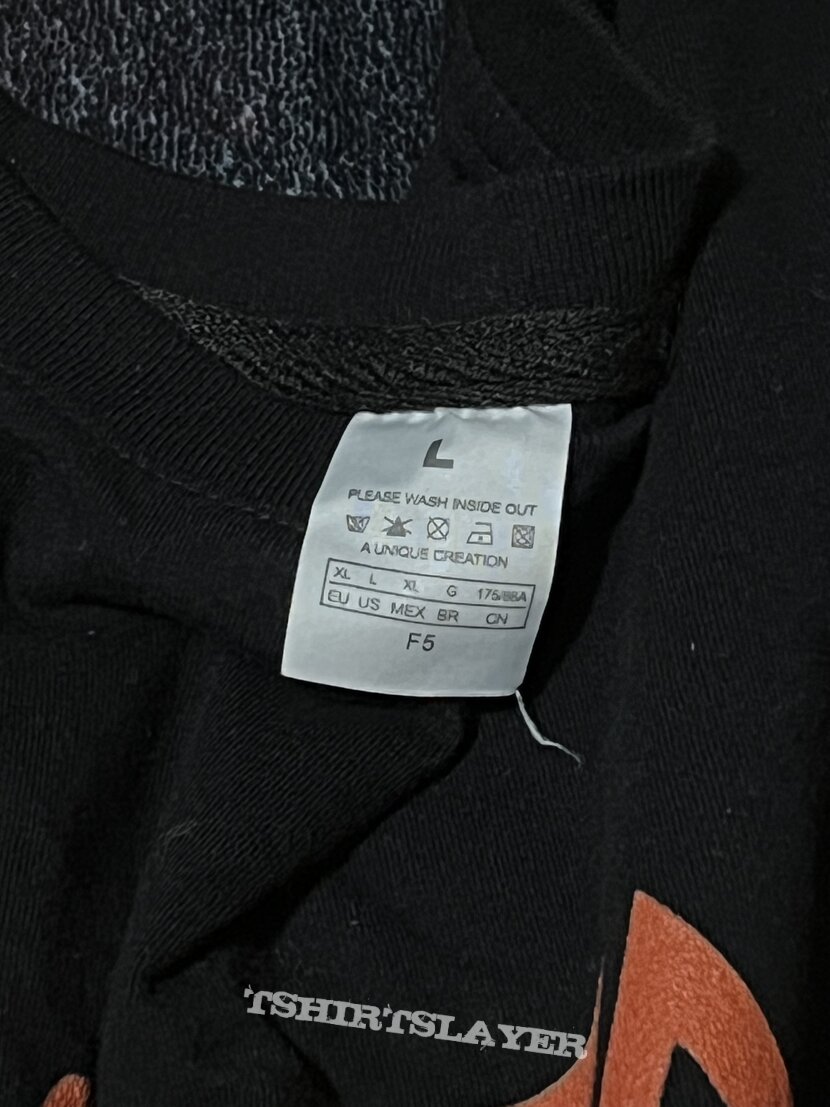 L
PLEASE WASH INSIDE OUT
A UNIQUE CREATION
XL L XL G 175/88A
EU US MEX BR CN
F5
TSHIRTSLAYER